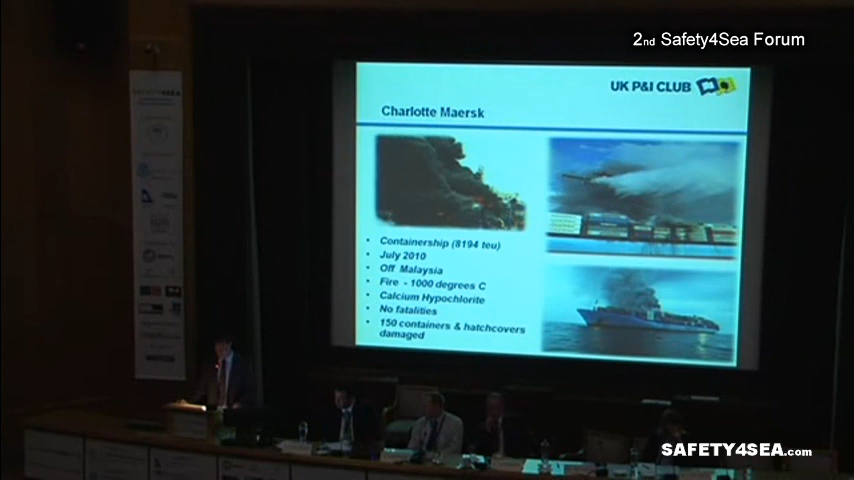 2nd Safety4Sea Forum
UK P&I CLUB
SAFETY4SEA
Charlotte Maersk
• Containership (8194 teu)
• July 2010
• Off Malaysia
• Fire - 1000 degrees C
• Calcium Hypochlorite
• No fatalities
• 150 containers & hatchcovers
damaged
SAFETY4SEA.com